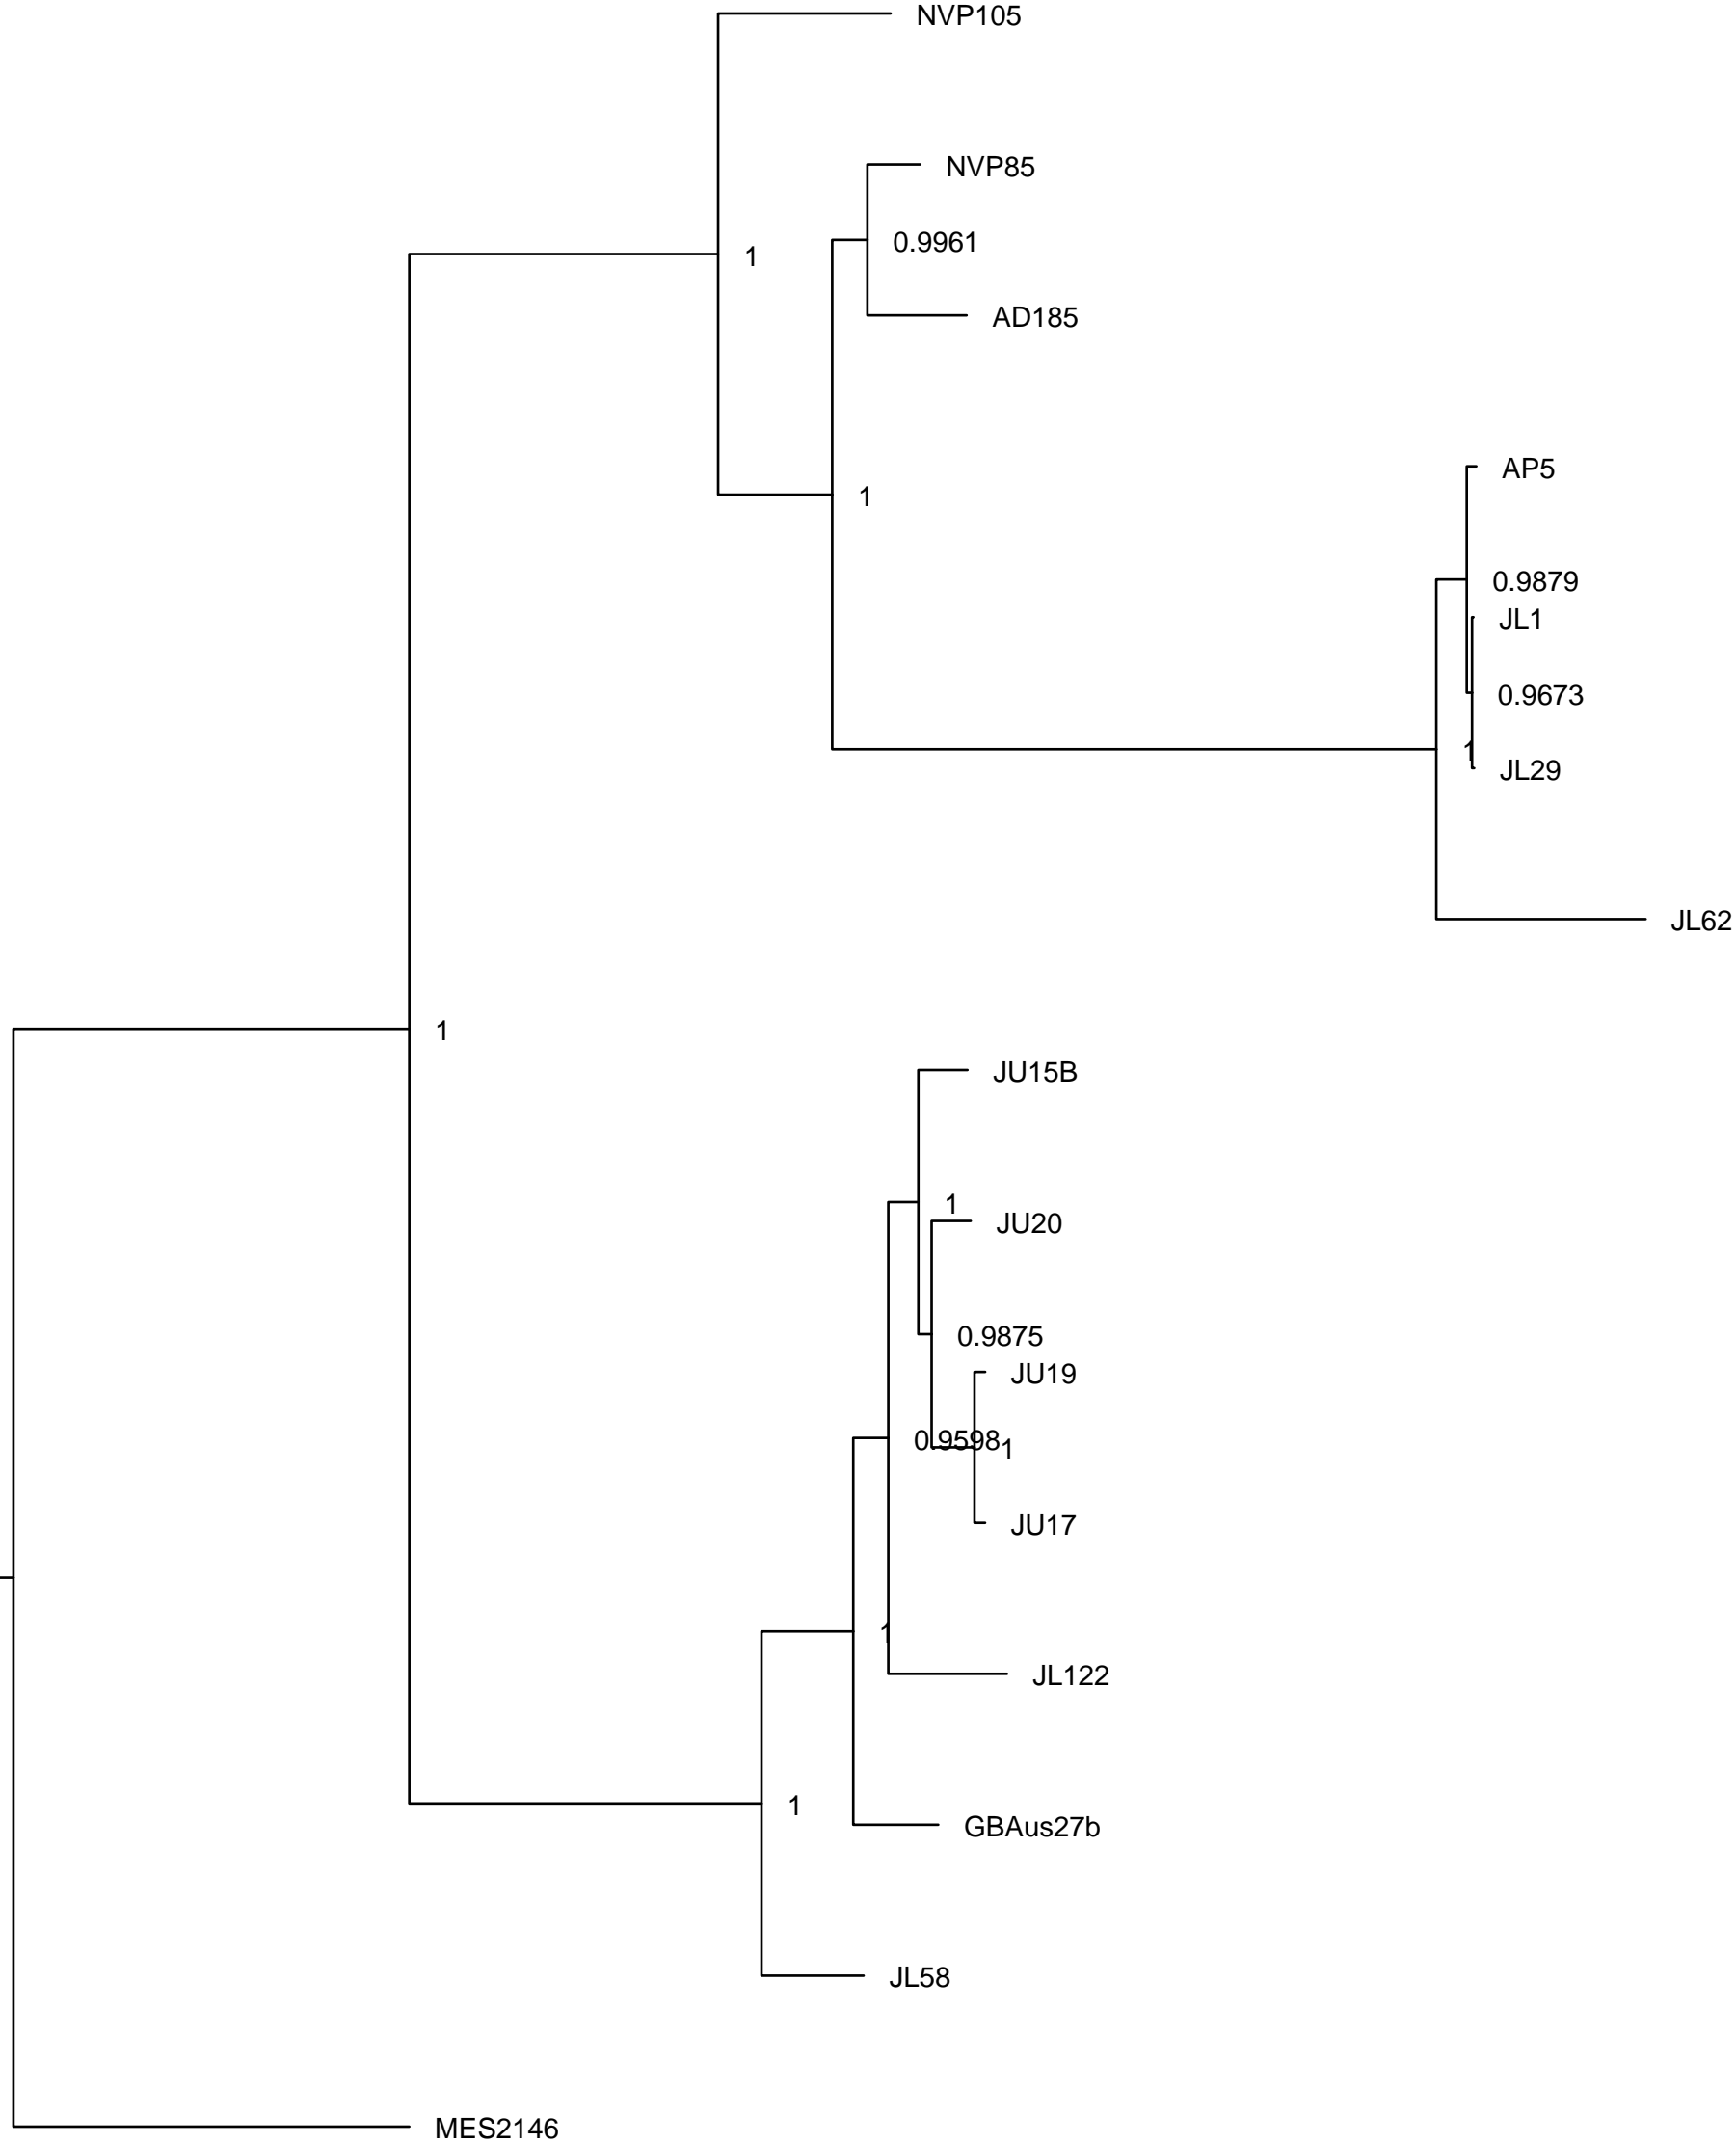 NVP105
NVP85
0.9961
1
AD185
AP5
1
0.9879
JL1
0.9673
1
JL29
JL62
1
JU15B
1
JU20
0.9875
JU19
0.9598
1
JU17
1
JL122
1
GBAus27b
JL58
MES2146